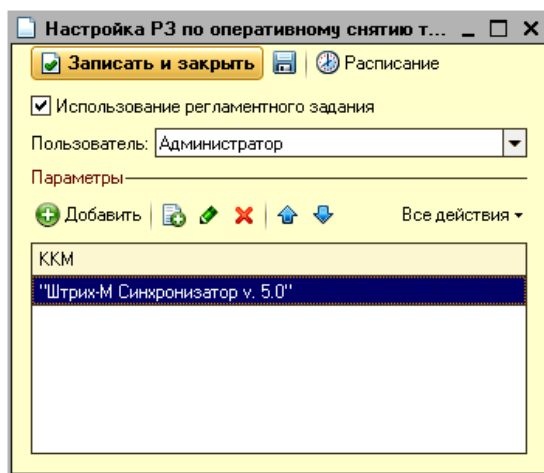 Настройка РЗ по оперативному снятию т...
Записать и закрыть Расписание
Использование регламентного задания
Пользователь: Администратор
Параметры
Добавить Все действия
ККМ
"Штрих-М Синхронизатор v. 5.0"